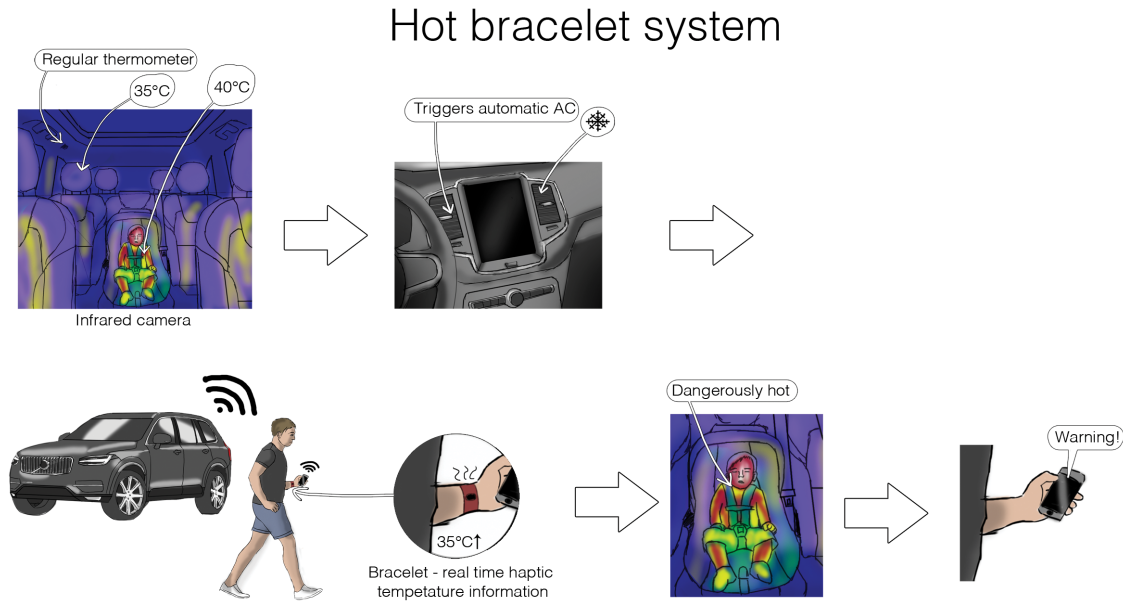 Hot bracelet system
Regular thermometer
35°C
40°C
Infrared camera
Triggers automatic AC
Dangerously hot
35°C↑
Bracelet - real time haptic
tempetature information
Warning!